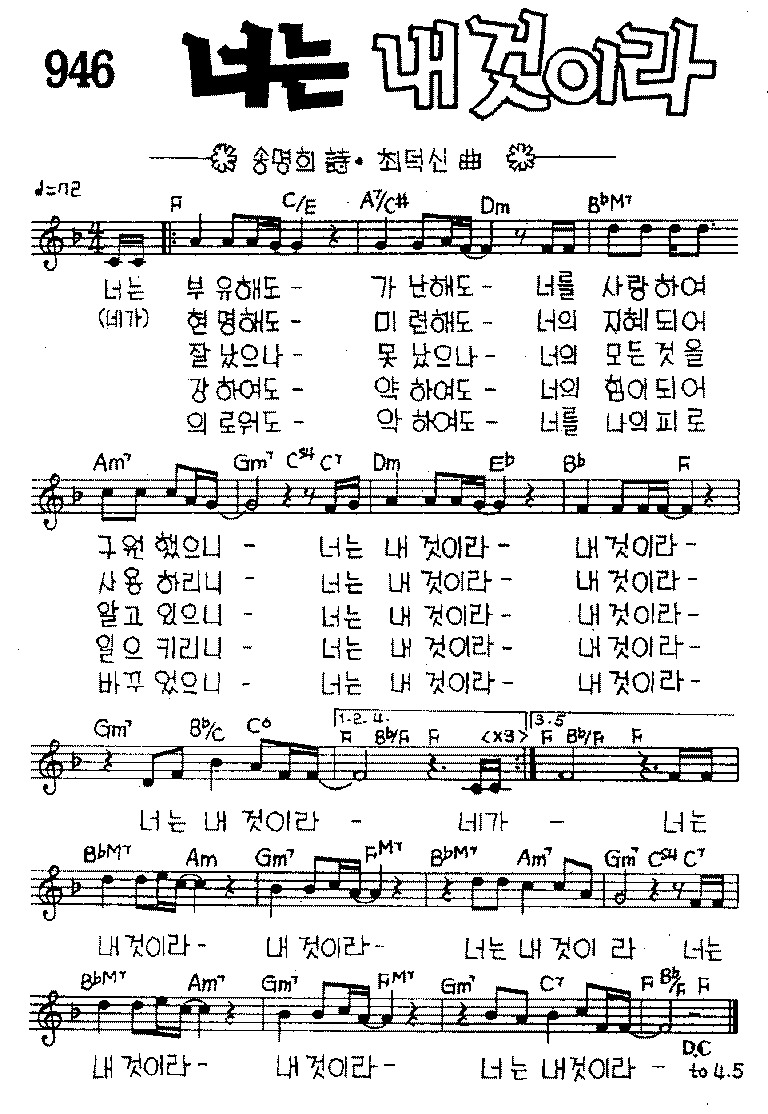 946 너는 내 것이라
송명희 詩 · 최덕신 曲
♩=72
F C/E A7/C# Dm B♭M7
너는 부 유해도 - 가 난해도 - 너를 사랑하여
(네가) 현 명해도 - 미 련해도 - 너의 지혜되어
잘 났으나 - 못 났으나 - 너의 모든 것을
강 하여도 - 약 하여도 - 너의 힘이되어
의 로워도 - 악 하여도 - 너를 나의피로
Am7 Gm7 Csus4 C7 Dm E♭ B♭ F
구원 했으니 - 너는 내 것이라 - 내 것이라 -
사용 하리니 - 너는 내 것이라 - 내 것이라 -
알고 있으니 - 너는 내 것이라 - 내 것이라 -
일으 키리니 - 너는 내 것이라 - 내 것이라 -
바꾸 었으니 - 너는 내 것이라 - 내 것이라 -
1.2.4. 3.5
Gm7 B♭/C C6 F B♭/F F <×3> F B♭/F F
너는 내 것이라 - 네가 - 너는
B♭M7 Am Gm7 FM7 B♭M7 Am7 Gm7 Csus4 C7
내 것이라 - 내 것이라 - 너는 내 것이 라 너는
B♭M7 Am7 Gm7 FM7 Gm7 C7 F B♭/F F
D.C
내 것이라 - 내 것이라 - 너는 내것이라 - to 4.5